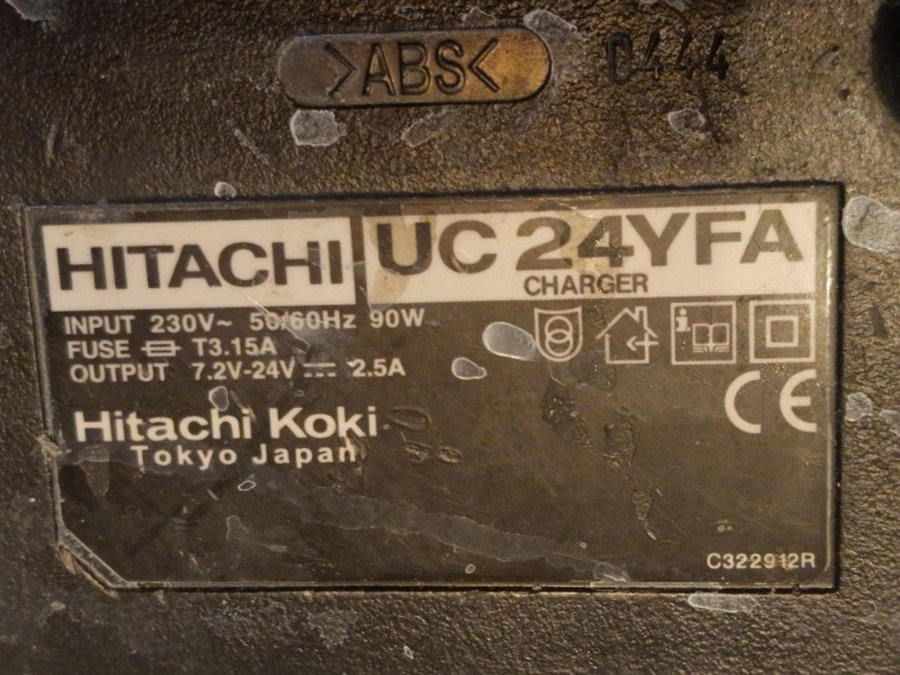 >ABS< 0444
HITACHI UC 24YFA
CHARGER
INPUT 230V~ 50/60Hz 90W
FUSE T3.15A
OUTPUT 7.2V-24V⎓ 2.5A
i
CE
Hitachi Koki
Tokyo Japan
C322912R